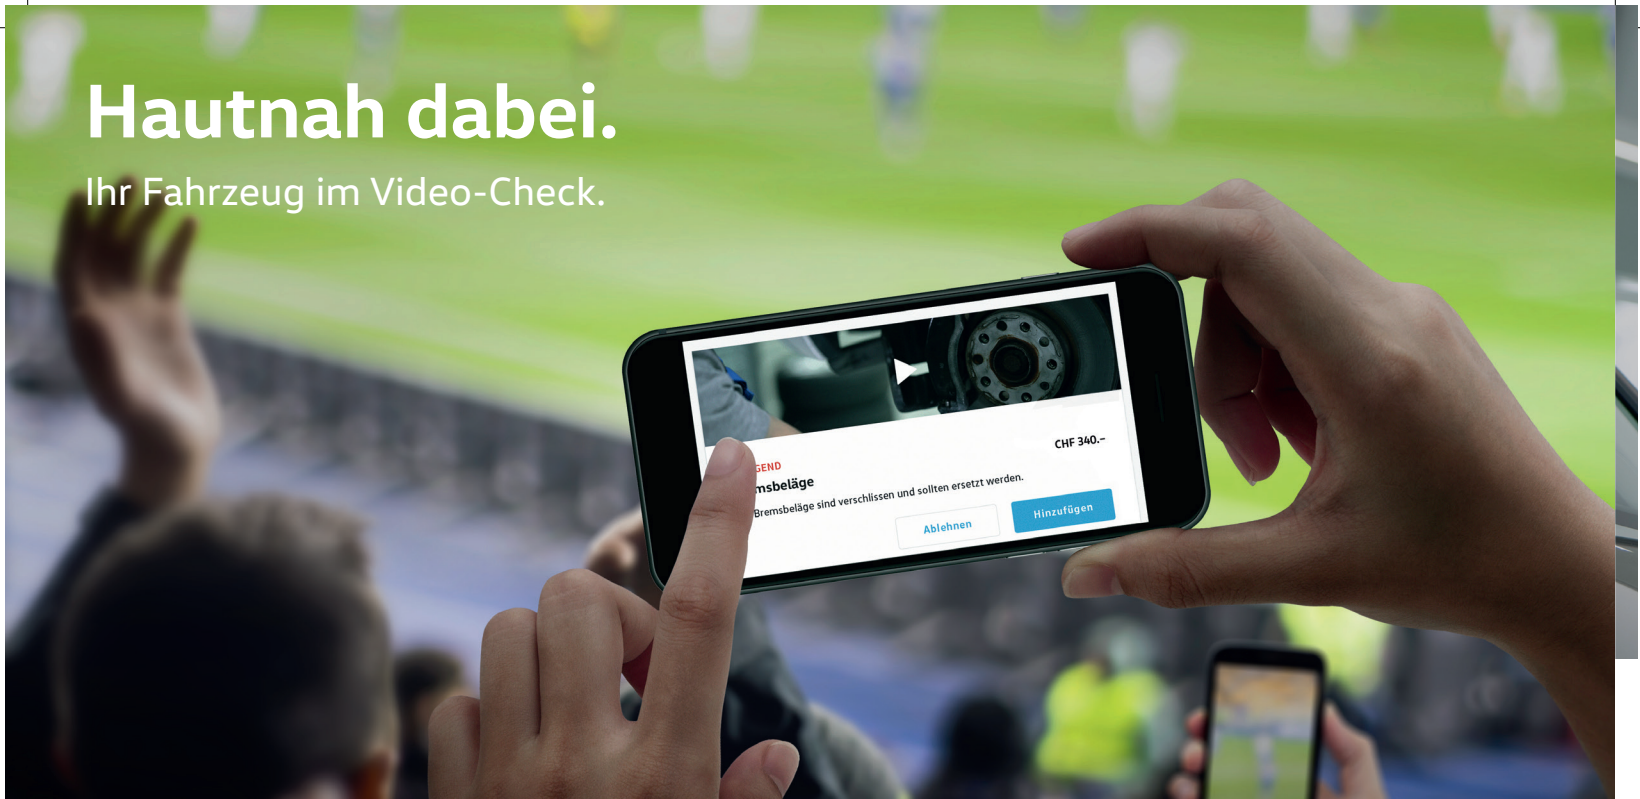 Hautnah dabei.
Ihr Fahrzeug im Video-Check.
CHF 340.–
GEND
msbeläge
Bremsbeläge sind verschlissen und sollten ersetzt werden.
Ablehnen
Hinzufügen